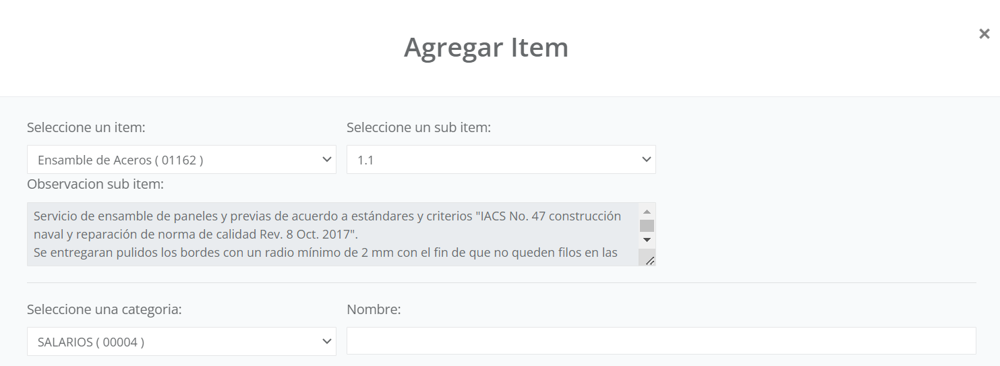 Agregar Item
×
Seleccione un item:
Seleccione un sub item:
Ensamble de Aceros ( 01162 )
1.1
Observacion sub item:
Servicio de ensamble de paneles y previas de acuerdo a estándares y criterios "IACS No. 47 construcción
naval y reparación de norma de calidad Rev. 8 Oct. 2017".
Se entregaran pulidos los bordes con un radio mínimo de 2 mm con el fin de que no queden filos en las
Seleccione una categoria:
Nombre:
SALARIOS ( 00004 )